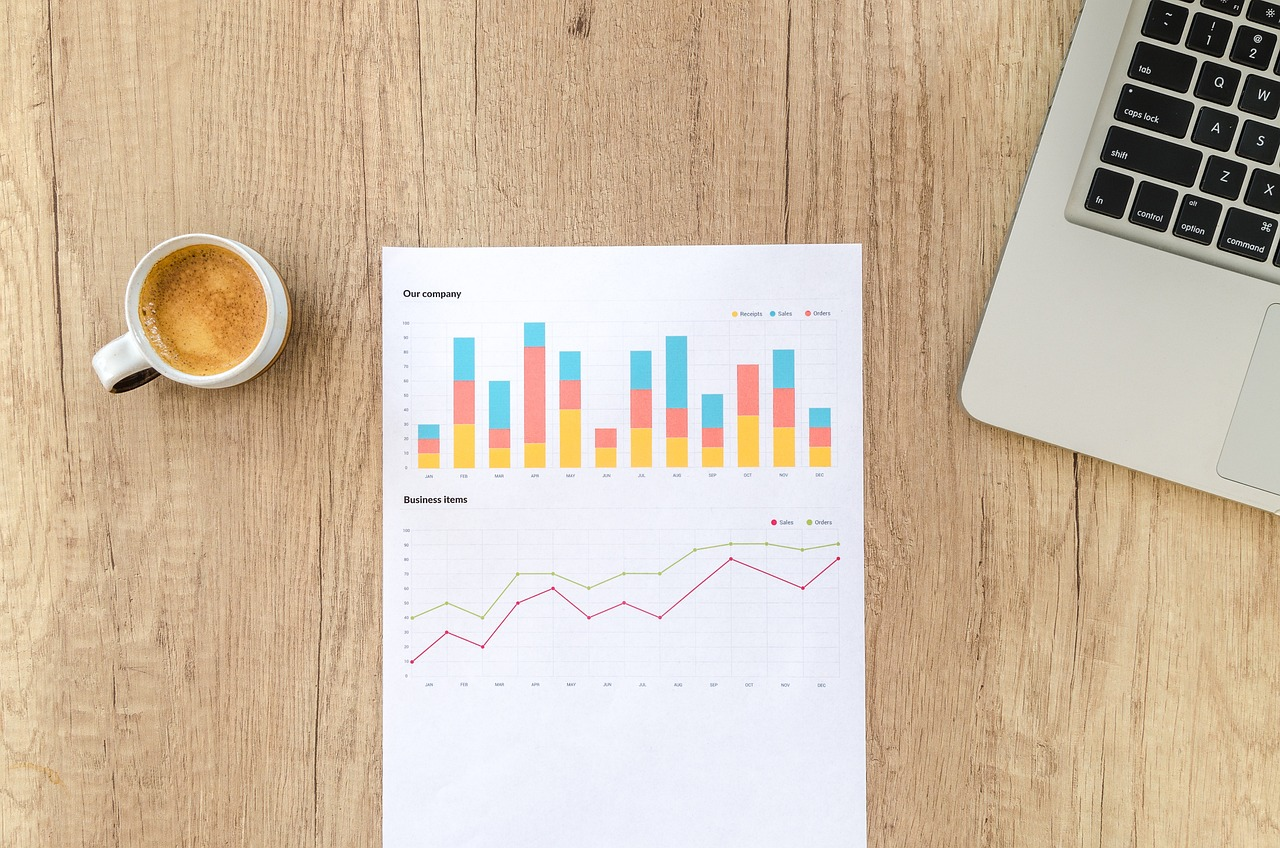 ~
`
!
1
@
2
tab
Q
W
caps lock
A
S
shift
Z
X
fn
control
alt
option
⌘
command
Our company
Receipts Sales Orders
100
90
80
70
60
50
40
30
20
10
0
JAN FEB MAR APR MAY JUN JUL AUG SEP OCT NOV DEC
Business items
Sales Orders
100
90
80
70
60
50
40
30
20
10
0
JAN FEB MAR APR MAY JUN JUL AUG SEP OCT NOV DEC